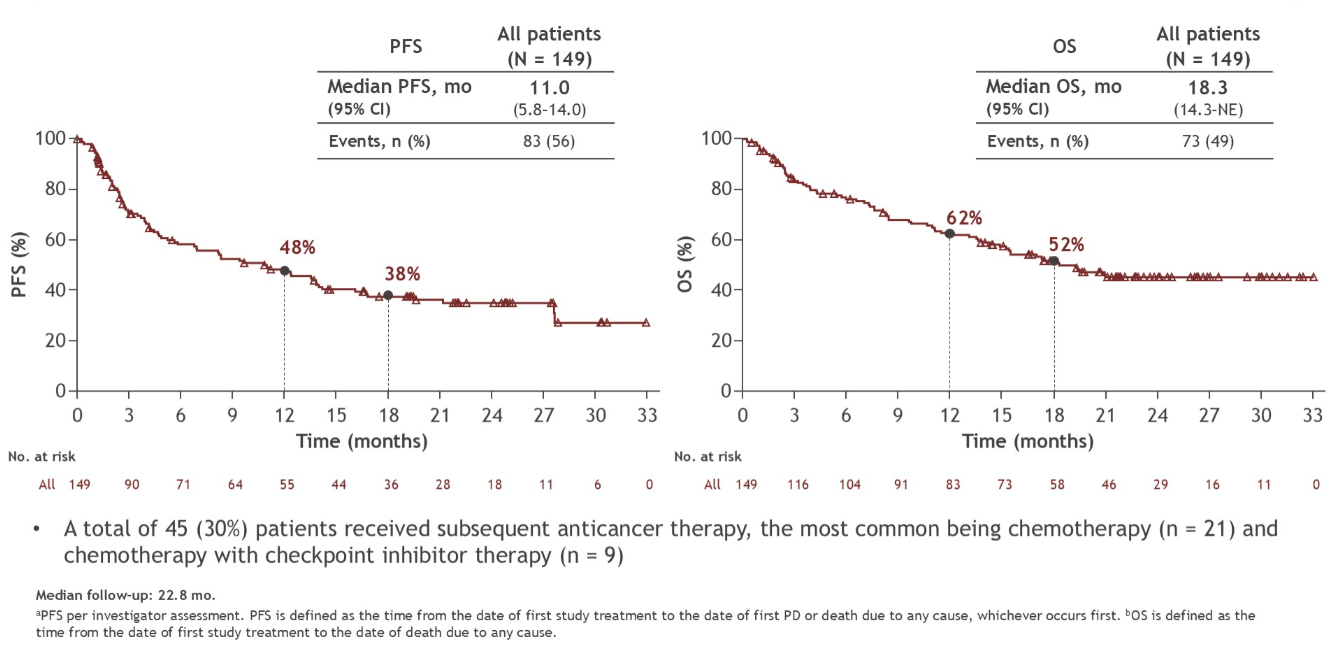 PFS
All patients
(N = 149)
Median PFS, mo
11.0
(95% CI)
(5.8-14.0)
Events, n (%)
83 (56)
100
80
60
40
20
0
PFS (%)
48%
38%
0 3 6 9 12 15 18 21 24 27 30 33
Time (months)
No. at risk
All 149 90 71 64 55 44 36 28 18 11 6 0
OS
All patients
(N = 149)
Median OS, mo
18.3
(95% CI)
(14.3-NE)
Events, n (%)
73 (49)
100
80
60
40
20
0
OS (%)
62%
52%
0 3 6 9 12 15 18 21 24 27 30 33
Time (months)
No. at risk
All 149 116 104 91 83 73 58 46 29 16 11 0
• A total of 45 (30%) patients received subsequent anticancer therapy, the most common being chemotherapy (n = 21) and
chemotherapy with checkpoint inhibitor therapy (n = 9)
Median follow-up: 22.8 mo.
ᵃPFS per investigator assessment. PFS is defined as the time from the date of first study treatment to the date of first PD or death due to any cause, whichever occurs first. ᵇOS is defined as the
time from the date of first study treatment to the date of death due to any cause.